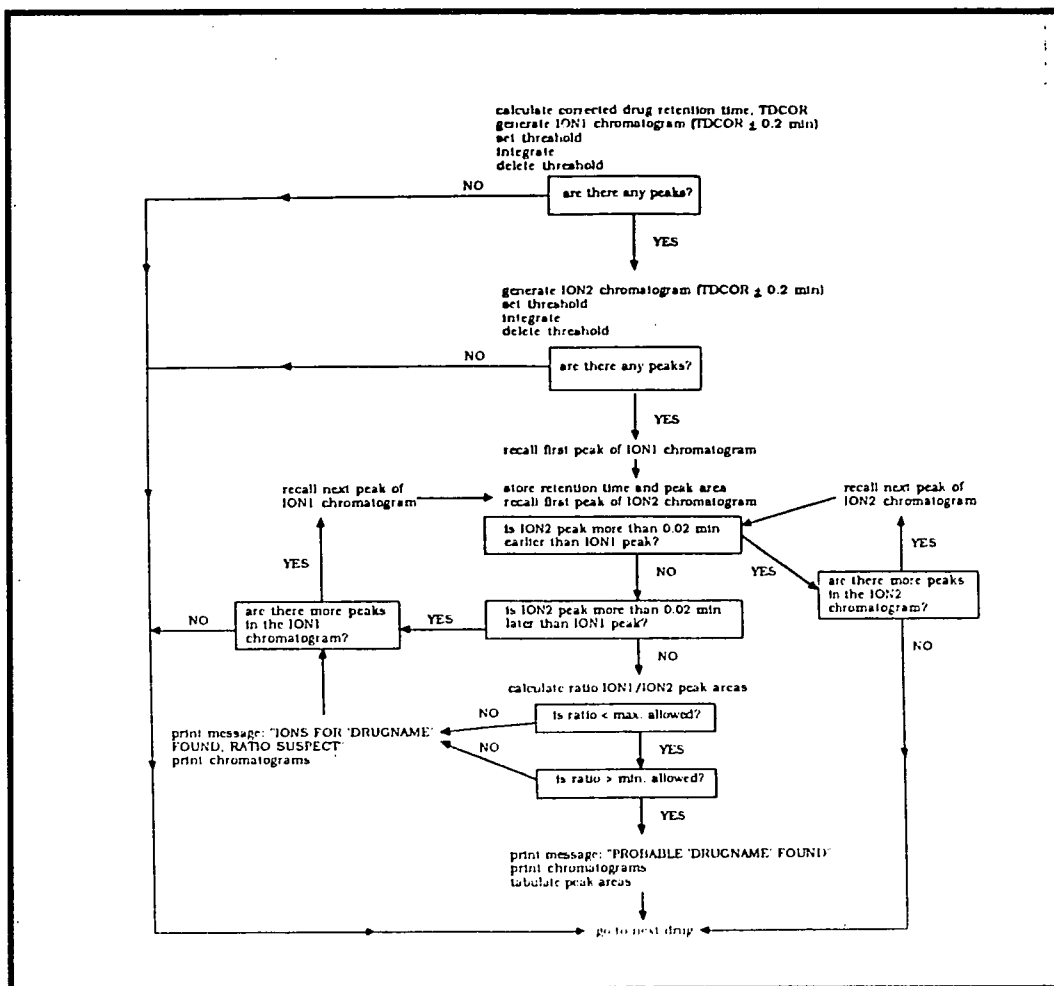 calculate corrected drug retention time, TDCOR
generate ION1 chromatogram (TDCOR ± 0.2 min)
set threshold
integrate
delete threshold
NO
are there any peaks?
YES
generate ION2 chromatogram (TDCOR ± 0.2 min)
set threshold
integrate
delete threshold
NO
are there any peaks?
YES
recall first peak of ION1 chromatogram
recall next peak of
ION1 chromatogram
store retention time and peak area
recall first peak of ION2 chromatogram
recall next peak of
ION2 chromatogram
is ION2 peak more than 0.02 min
earlier than ION1 peak?
YES
YES
NO
YES
are there more peaks
in the ION2
chromatogram?
NO
are there more peaks
in the ION1
chromatogram?
YES
is ION2 peak more than 0.02 min
later than ION1 peak?
NO
NO
calculate ratio ION1/ION2 peak areas
NO
is ratio < max. allowed?
print message: "IONS FOR 'DRUGNAME'
FOUND, RATIO SUSPECT"
print chromatograms
NO
YES
is ratio > min. allowed?
YES
print message: "PROBABLE 'DRUGNAME' FOUND"
print chromatograms
tabulate peak areas
go to next drug